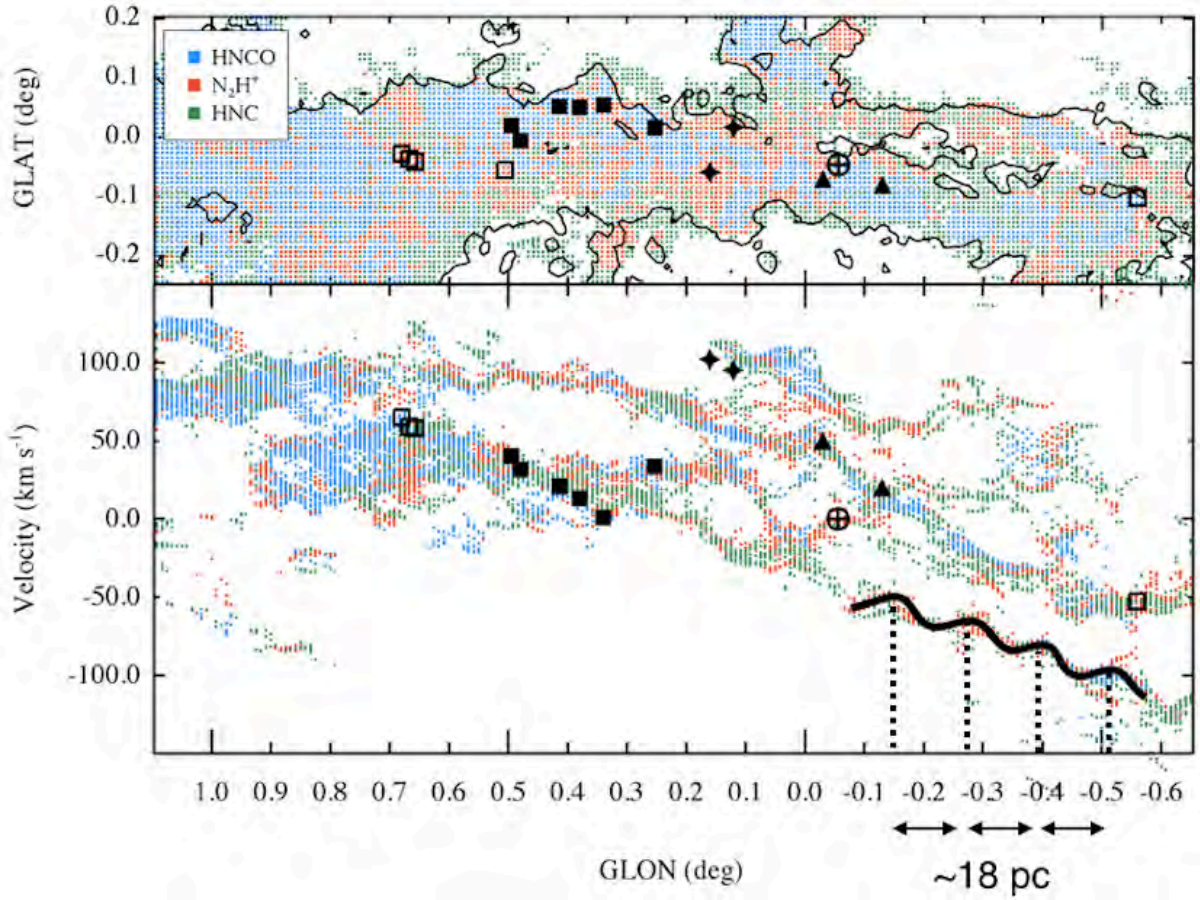 0.2
0.1
0.0
-0.1
-0.2
GLAT (deg)
HNCO
N₂H⁺
HNC
100.0
50.0
0.0
-50.0
-100.0
Velocity (km s⁻¹)
1.0 0.9 0.8 0.7 0.6 0.5 0.4 0.3 0.2 0.1 0.0 -0.1 -0.2 -0.3 -0.4 -0.5 -0.6
GLON (deg)
~18 pc